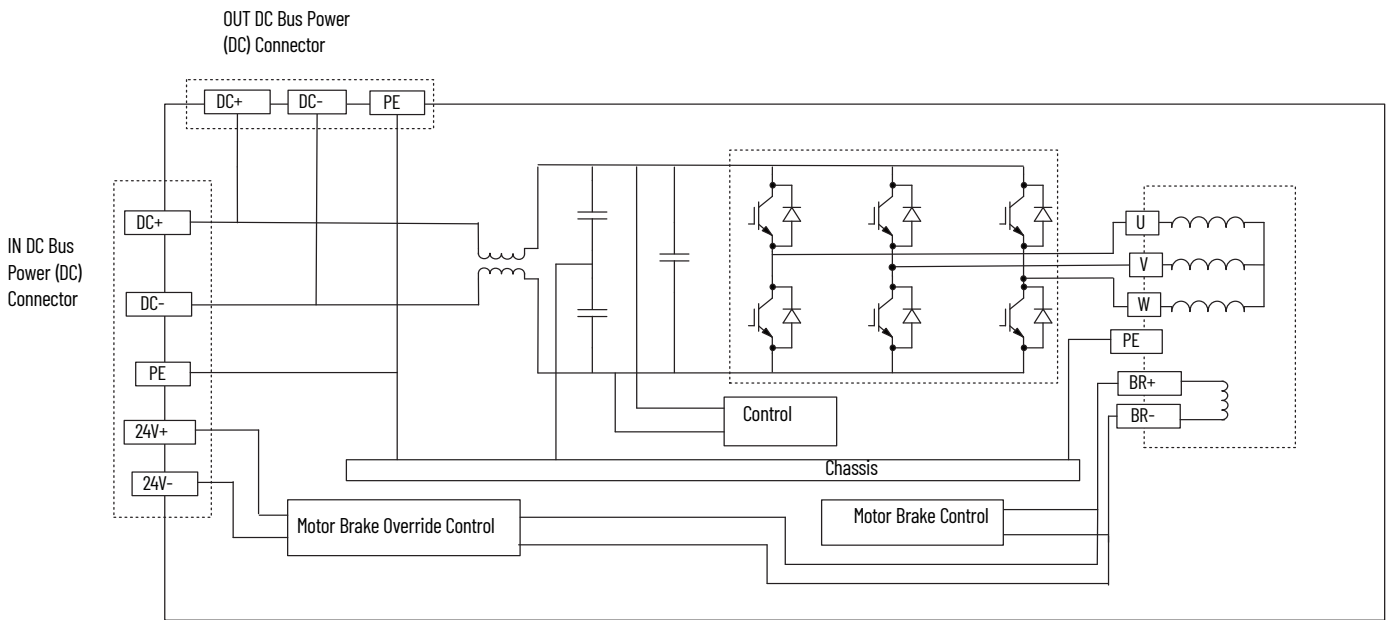 OUT DC Bus Power
(DC) Connector
DC+
DC-
PE
IN DC Bus
Power (DC)
Connector
DC+
DC-
PE
24V+
24V-
U
V
W
PE
BR+
BR-
Control
Chassis
Motor Brake Override Control
Motor Brake Control